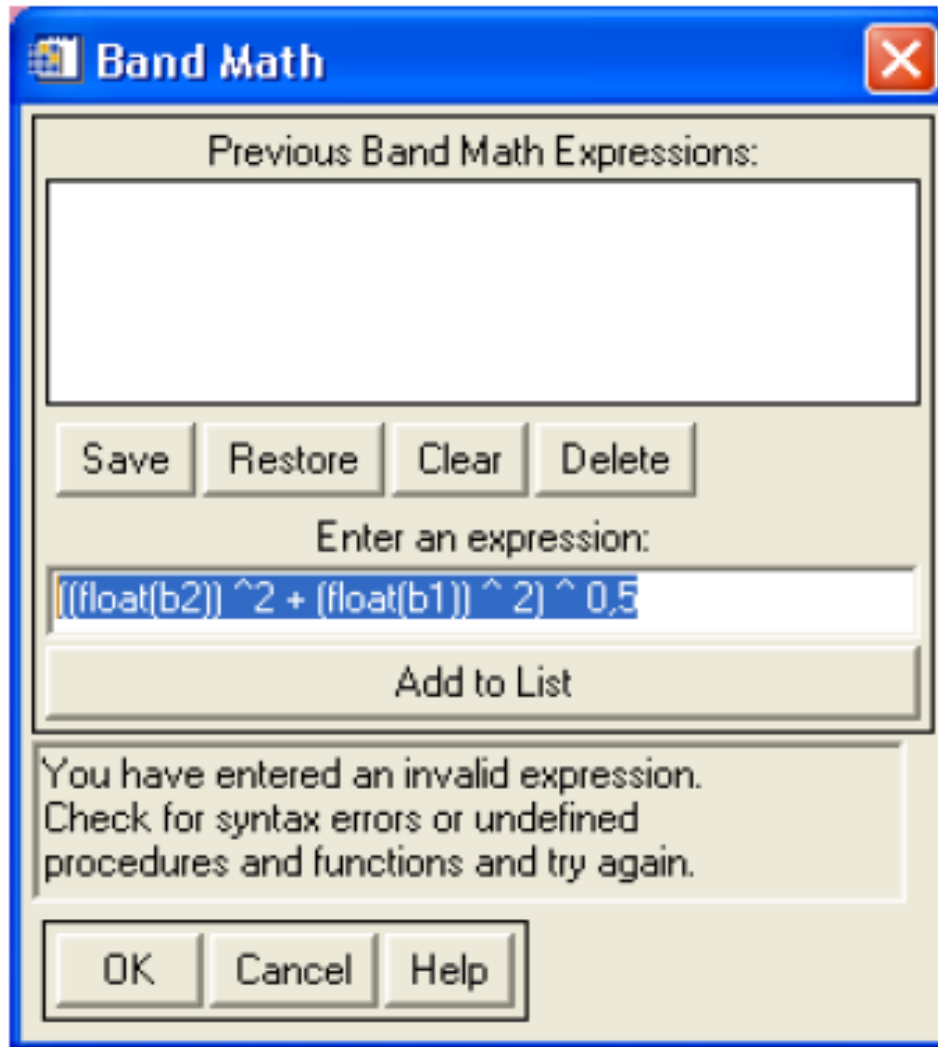 Band Math
Previous Band Math Expressions:
Save Restore Clear Delete
Enter an expression:
((float(b2)) ^2 + (float(b1)) ^ 2) ^ 0,5
Add to List
You have entered an invalid expression.
Check for syntax errors or undefined
procedures and functions and try again.
OK Cancel Help